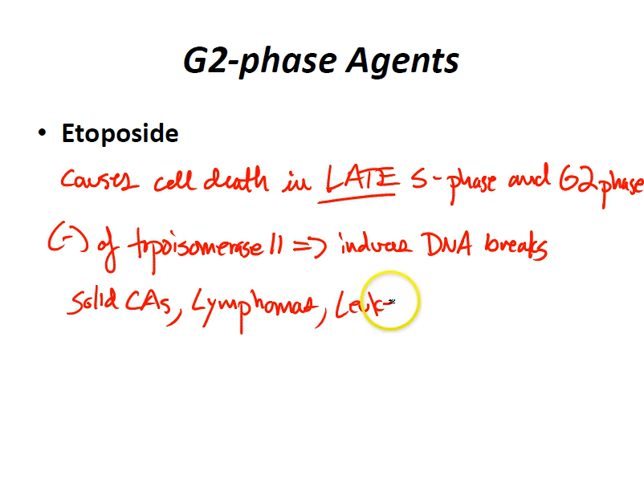 G2-phase Agents
• Etoposide
Causes cell death in LATE S-phase and G2 phase
(-) of topoisomerase II => induces DNA breaks
Solid CAs, Lymphomas, Leuk